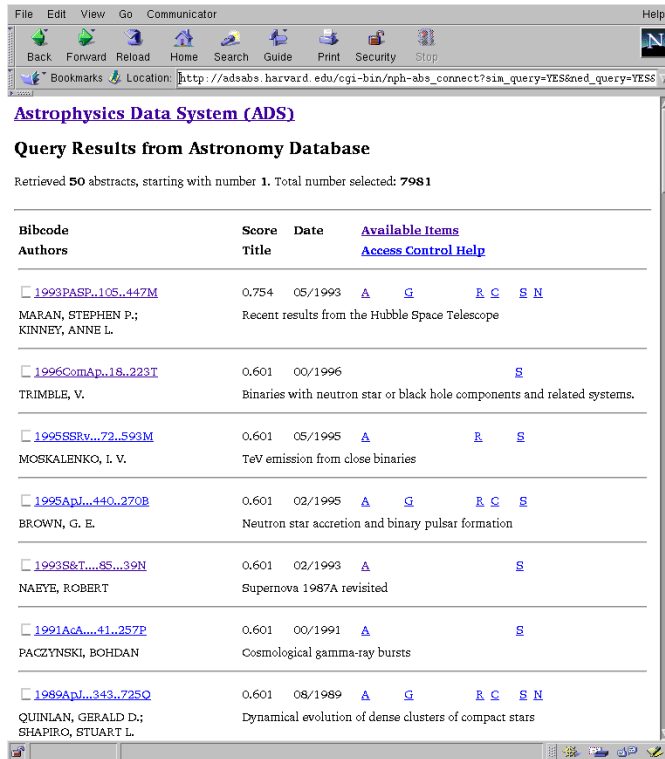 File Edit View Go Communicator Help
Back Forward Reload Home Search Guide Print Security Stop
N
Bookmarks Location: http://adsabs.harvard.edu/cgi-bin/nph-abs_connect?sim_query=YES&ned_query=YES&
Astrophysics Data System (ADS)
Query Results from Astronomy Database
Retrieved 50 abstracts, starting with number 1. Total number selected: 7981
Bibcode Score Date Available Items
Authors Title Access Control Help
1993PASP..105..447M 0.754 05/1993 A G R C S N
MARAN, STEPHEN P.; Recent results from the Hubble Space Telescope
KINNEY, ANNE L.
1996ComAp..18..223T 0.601 00/1996 S
TRIMBLE, V. Binaries with neutron star or black hole components and related systems.
1995SSRv...72..593M 0.601 05/1995 A R S
MOSKALENKO, I. V. TeV emission from close binaries
1995ApJ...440..270B 0.601 02/1995 A G R C S
BROWN, G. E. Neutron star accretion and binary pulsar formation
1993S&T....85...39N 0.601 02/1993 A S
NAEYE, ROBERT Supernova 1987A revisited
1991AcA....41..257P 0.601 00/1991 A S
PACZYNSKI, BOHDAN Cosmological gamma-ray bursts
1989ApJ...343..725Q 0.601 08/1989 A G R C S N
QUINLAN, GERALD D.; Dynamical evolution of dense clusters of compact stars
SHAPIRO, STUART L.